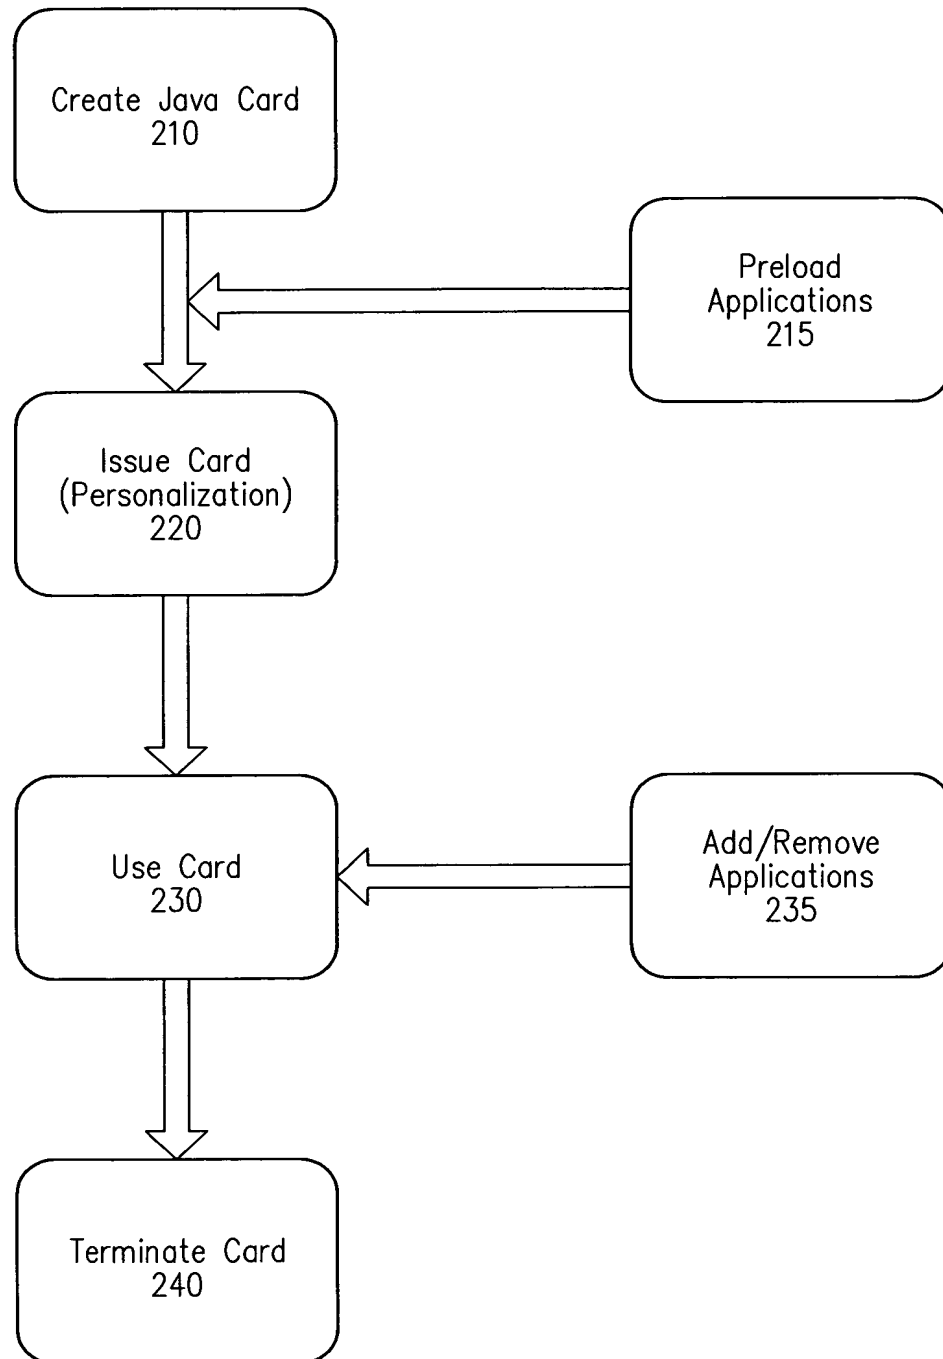 Create Java Card
210
Preload
Applications
215
Issue Card
(Personalization)
220
Use Card
230
Add/Remove
Applications
235
Terminate Card
240